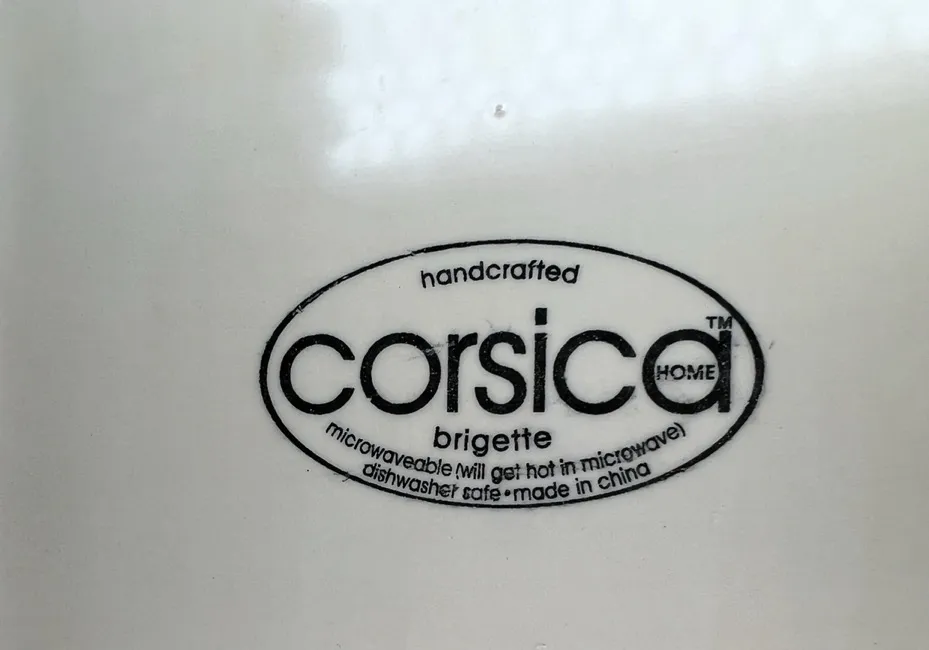 handcrafted
corsica™
HOME
brigette
microwaveable (will get hot in microwave)
dishwasher safe • made in china